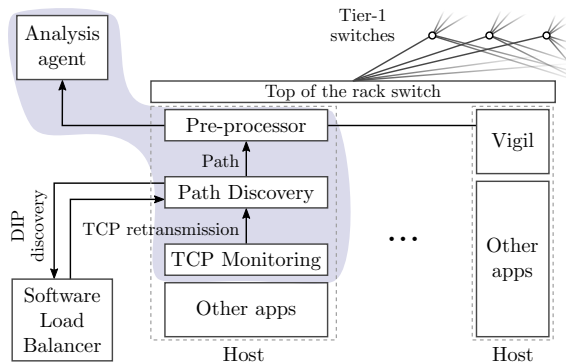 Analysis
agent
Tier-1
switches
Top of the rack switch
Pre-processor
Vigil
Path
Path Discovery
DIP
discovery
TCP retransmission
TCP Monitoring
...
Other
apps
Software
Load
Balancer
Other apps
Host
Host